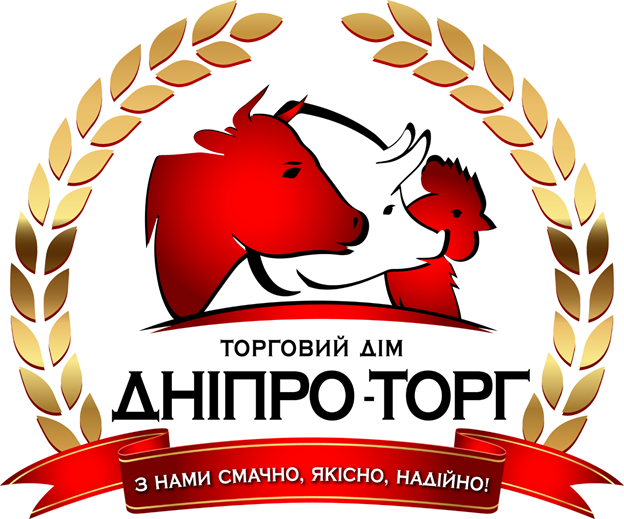 ТОРГОВИЙ ДІМ
ДНІПРО-ТОРГ
З НАМИ СМАЧНО, ЯКІСНО, НАДІЙНО!